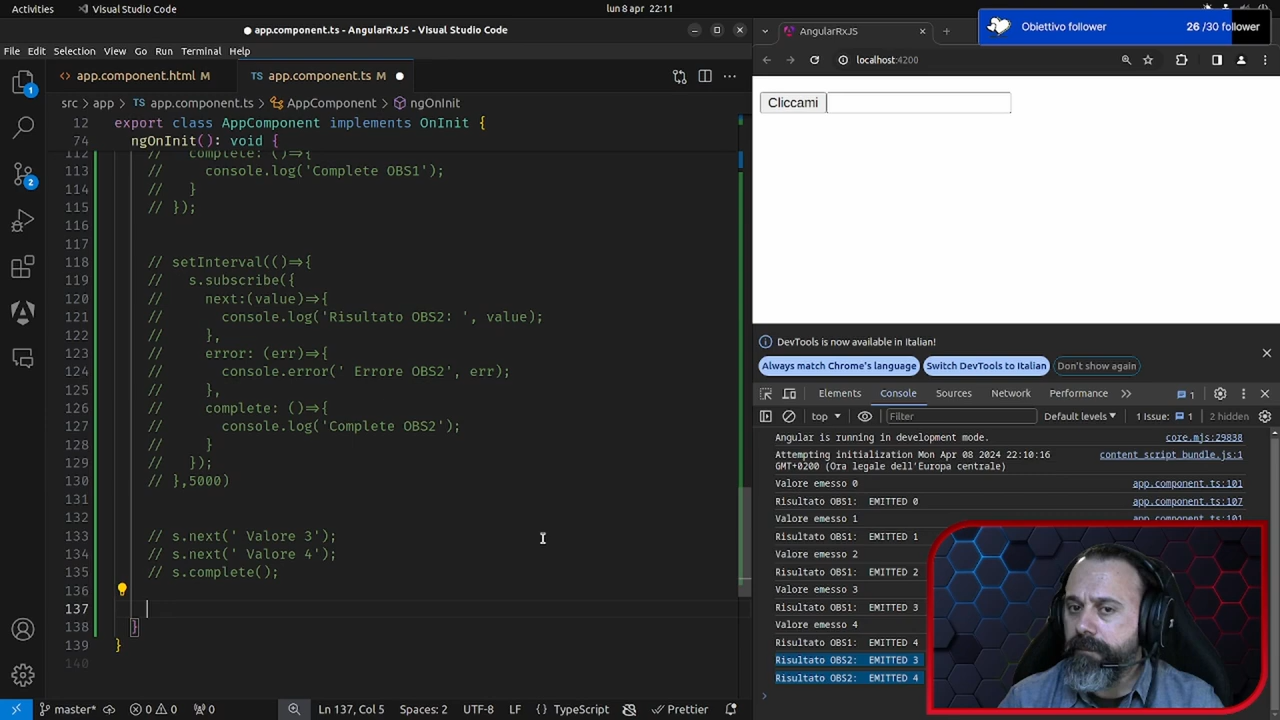 Activities
Visual Studio Code
lun 8 apr 22:11
Obiettivo follower
26 /30 follower
app.component.ts - AngularRxJS - Visual Studio Code
File Edit Selection View Go Run Terminal Help
app.component.html M
TS app.component.ts M
src > app > TS app.component.ts > AppComponent > ngOnInit
12 export class AppComponent implements OnInit {
74 ngOnInit(): void {
112 // complete: ()=>{
113 // console.log('Complete OBS1');
114 // }
115 // });
116
117
118 // setInterval(()=>{
119 // s.subscribe({
120 // next:(value)=>{
121 // console.log('Risultato OBS2: ', value);
122 // },
123 // error: (err)=>{
124 // console.error(' Errore OBS2', err);
125 // },
126 // complete: ()=>{
127 // console.log('Complete OBS2');
128 // }
129 // });
130 // },5000)
131
132
133 // s.next(' Valore 3');
134 // s.next(' Valore 4');
135 // s.complete();
136
137
138 }
139 }
140
1
2
master* 0 0 0 Ln 137, Col 5 Spaces: 2 UTF-8 LF {} TypeScript Prettier
AngularRxJS
localhost:4200
Cliccami
DevTools is now available in Italian!
Always match Chrome's language
Switch DevTools to Italian
Don't show again
Elements Console Sources Network Performance 1
top Filter Default levels 1 Issue: 1 2 hidden
Angular is running in development mode. core.mjs:29838
Attempting initialization Mon Apr 08 2024 22:10:16 content_script_bundle.js:1
GMT+0200 (Ora legale dell'Europa centrale)
Valore emesso 0 app.component.ts:101
Risultato OBS1: EMITTED 0 app.component.ts:107
Valore emesso 1 app.component.ts:101
Risultato OBS1: EMITTED 1
Valore emesso 2
Risultato OBS1: EMITTED 2
Valore emesso 3
Risultato OBS1: EMITTED 3
Valore emesso 4
Risultato OBS1: EMITTED 4
Risultato OBS2: EMITTED 3
Risultato OBS2: EMITTED 4